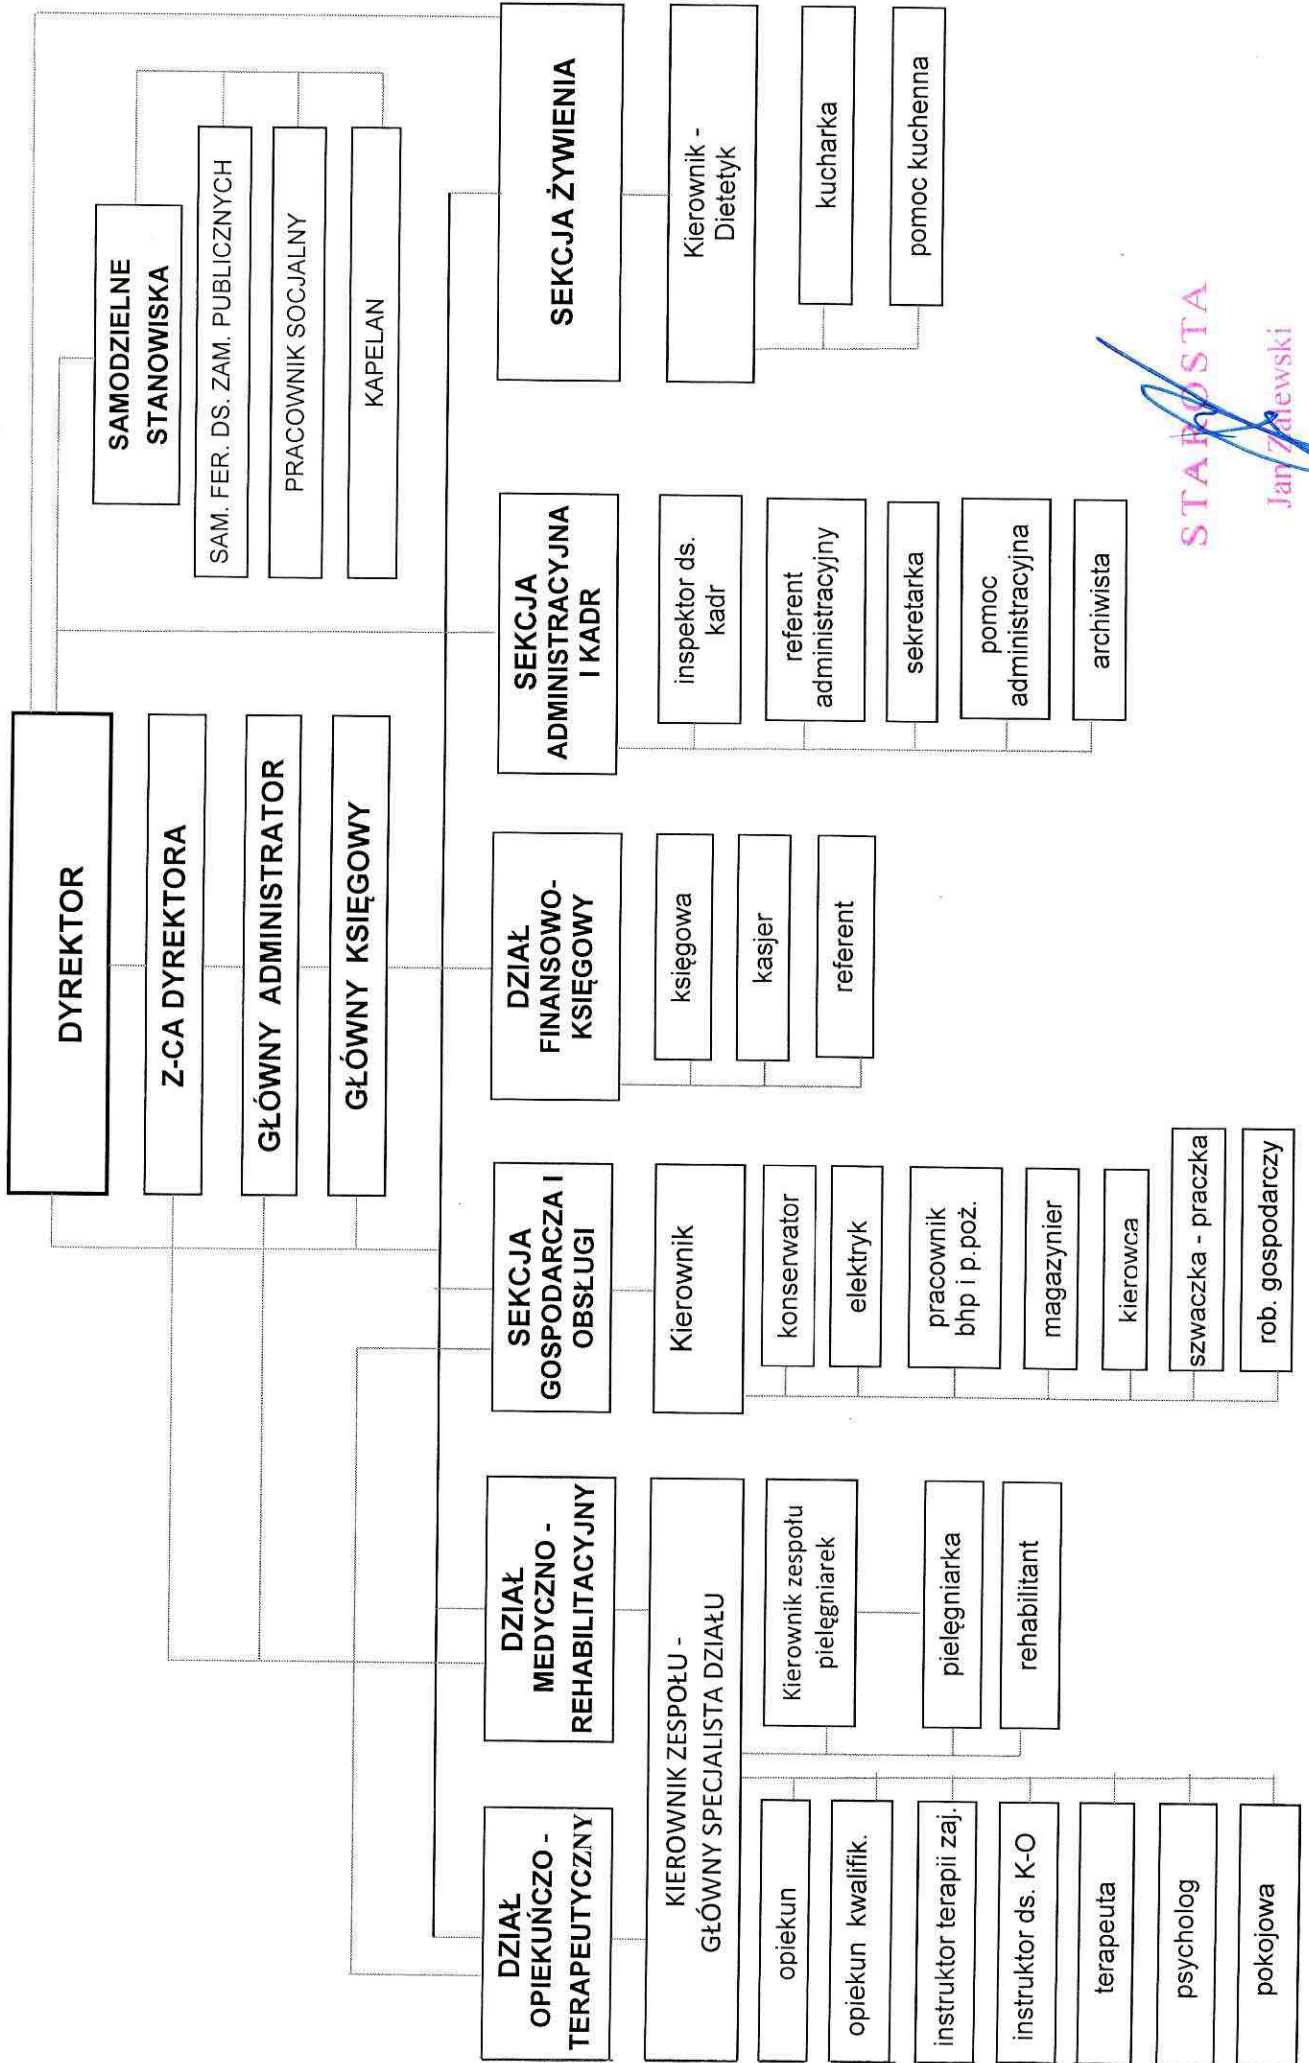 DYREKTOR
Z-CA DYREKTORA
GŁÓWNY ADMINISTRATOR
GŁÓWNY KSIĘGOWY
SAMODZIELNE
STANOWISKA
SAM. FER. DS. ZAM. PUBLICZNYCH
PRACOWNIK SOCJALNY
KAPELAN
DZIAŁ
OPIEKUŃCZO -
TERAPEUTYCZNY
DZIAŁ
MEDYCZNO -
REHABILITACYJNY
KIEROWNIK ZESPOŁU -
GŁÓWNY SPECJALISTA DZIAŁU
opiekun
opiekun kwalifik.
instruktor terapii zaj.
instruktor ds. K-O
terapeuta
psycholog
pokojowa
Kierownik zespołu
pielęgniarek
pielęgniarka
rehabilitant
SEKCJA
GOSPODARCZA I
OBSŁUGI
Kierownik
konserwator
elektryk
pracownik
bhp i p.poż.
magazynier
kierowca
szwaczka - praczka
rob. gospodarczy
DZIAŁ
FINANSOWO-
KSIĘGOWY
księgowa
kasjer
referent
SEKCJA
ADMINISTRACYJNA
I KADR
inspektor ds.
kadr
referent
administracyjny
sekretarka
pomoc
administracyjna
archiwista
SEKCJA ŻYWIENIA
Kierownik -
Dietetyk
kucharka
pomoc kuchenna
STAROSTA
Jan Zalewski